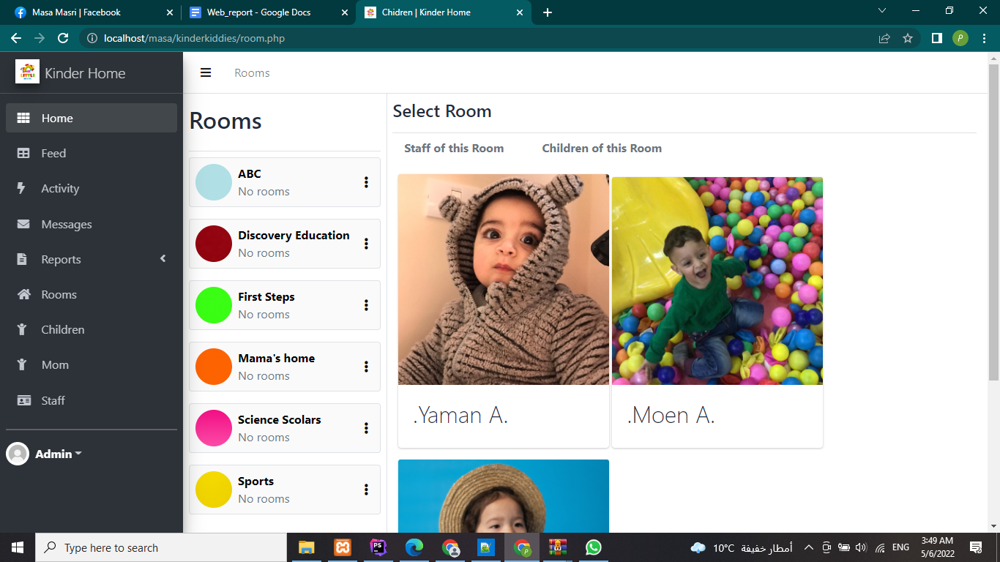 Masa Masri | Facebook
Web_report - Google Docs
Chidren | Kinder Home
localhost/masa/kinderkiddies/room.php
P
LITTLE
Kinder Home
Rooms
Home
Feed
Activity
Messages
Reports
Rooms
Children
Mom
Staff
Admin
Rooms
ABC
No rooms
Discovery Education
No rooms
First Steps
No rooms
Mama's home
No rooms
Science Scolars
No rooms
Sports
No rooms
Select Room
Staff of this Room
Children of this Room
.Yaman A.
.Moen A.
Type here to search
PS
10°C أمطار خفيفة
ENG
3:49 AM
5/6/2022